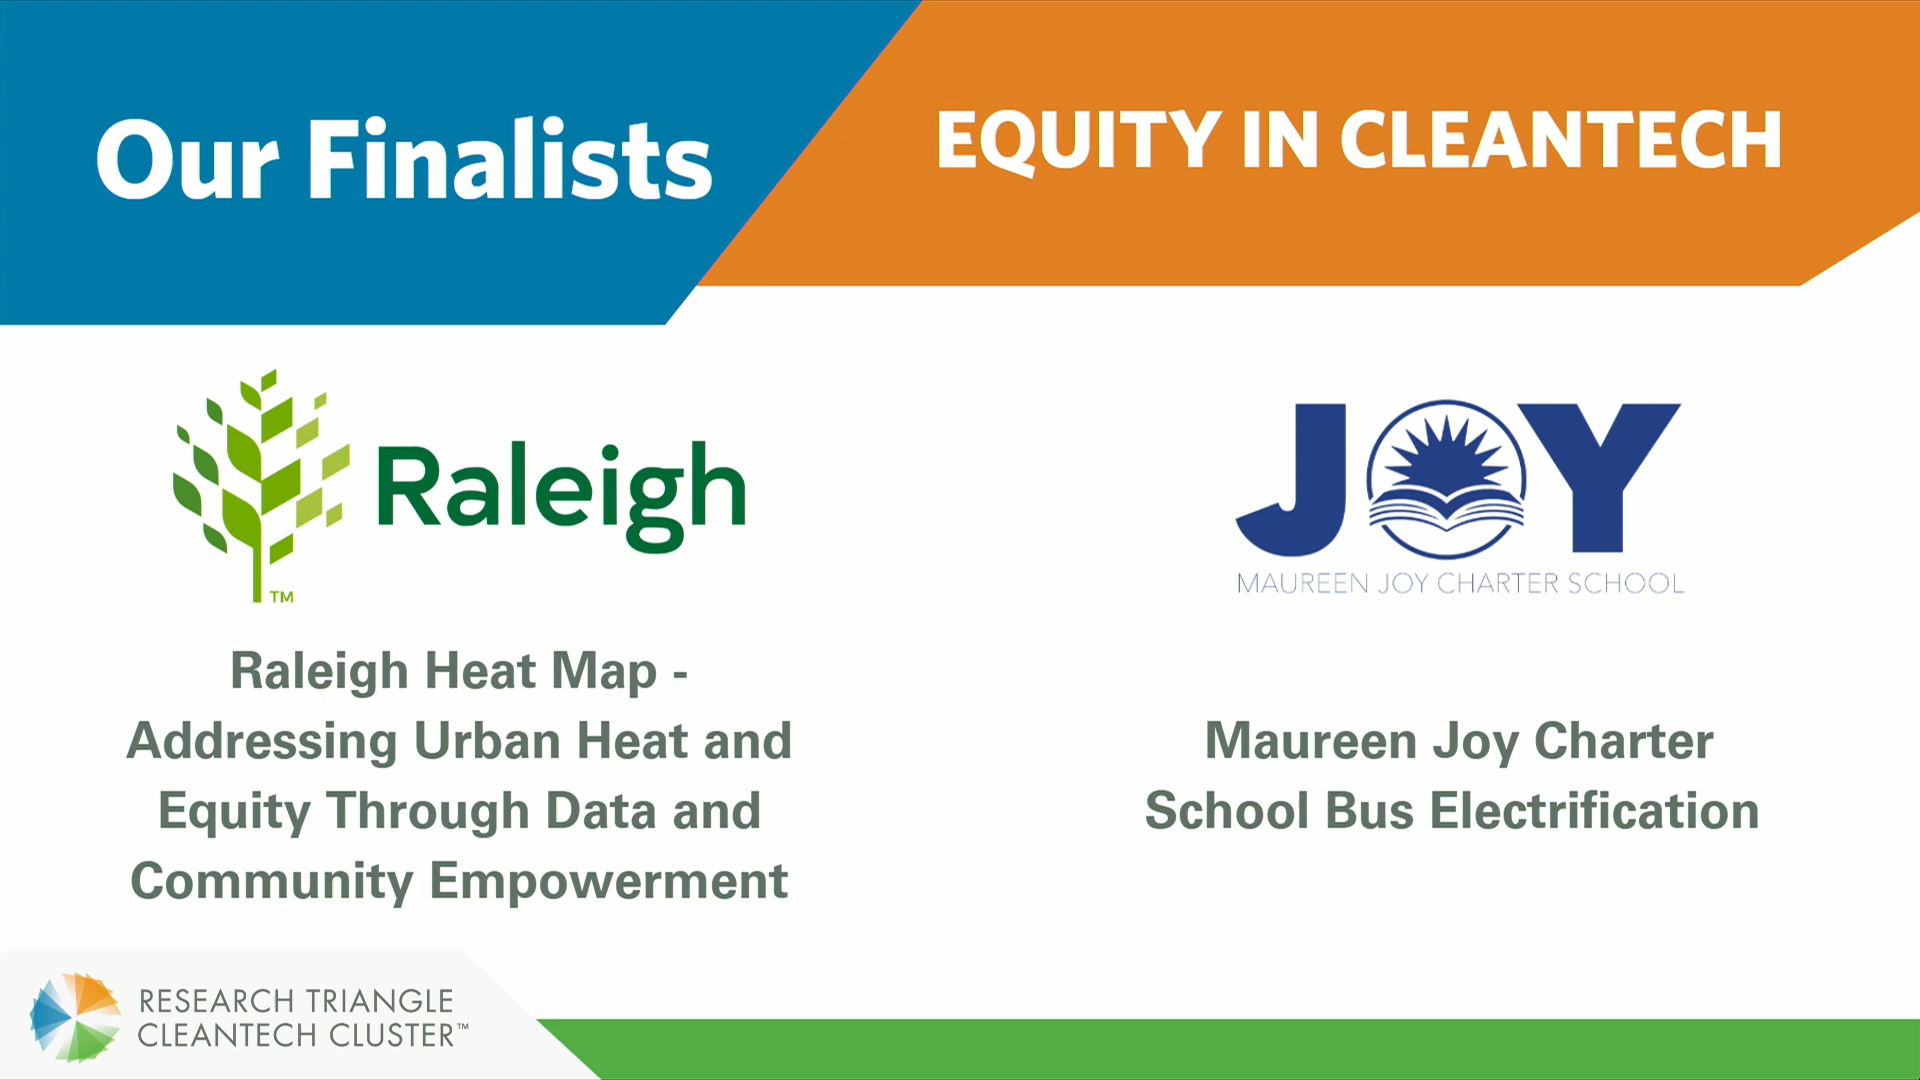 Our Finalists
EQUITY IN CLEANTECH
Raleigh
TM
Raleigh Heat Map -
Addressing Urban Heat and
Equity Through Data and
Community Empowerment
JOY
MAUREEN JOY CHARTER SCHOOL
Maureen Joy Charter
School Bus Electrification
RESEARCH TRIANGLE
CLEANTECH CLUSTER™